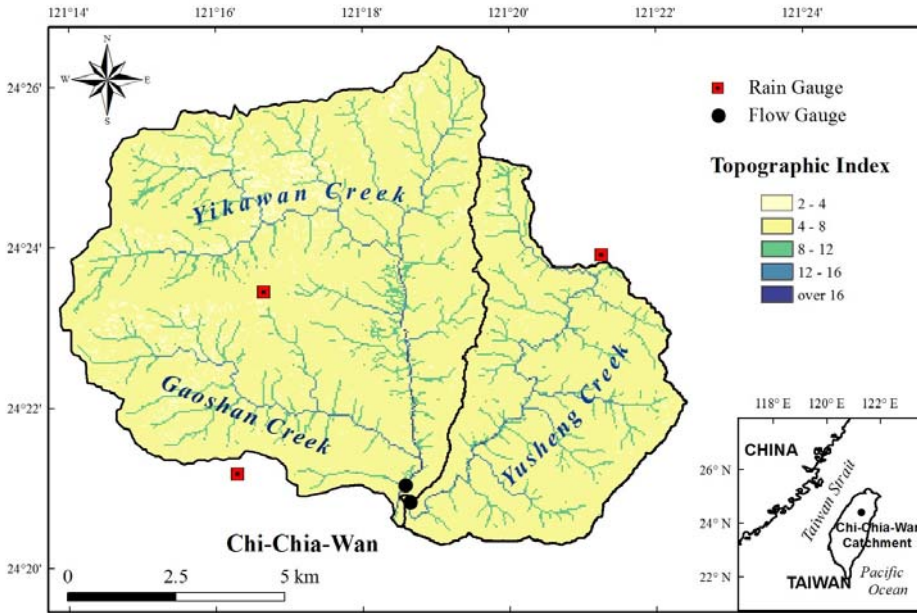 121°14' 121°16' 121°18' 121°20' 121°22' 121°24'
N
W E
S
24°26'
24°24'
24°22'
24°20'
Yikawan Creek
Gaoshan Creek
Yusheng Creek
Chi-Chia-Wan
0 2.5 5 km
Rain Gauge
Flow Gauge
Topographic Index
2 - 4
4 - 8
8 - 12
12 - 16
over 16
118° E 120° E 122° E
26° N
24° N
22° N
CHINA
Taiwan Strait
Chi-Chia-Wan
Catchment
TAIWAN
Pacific
Ocean